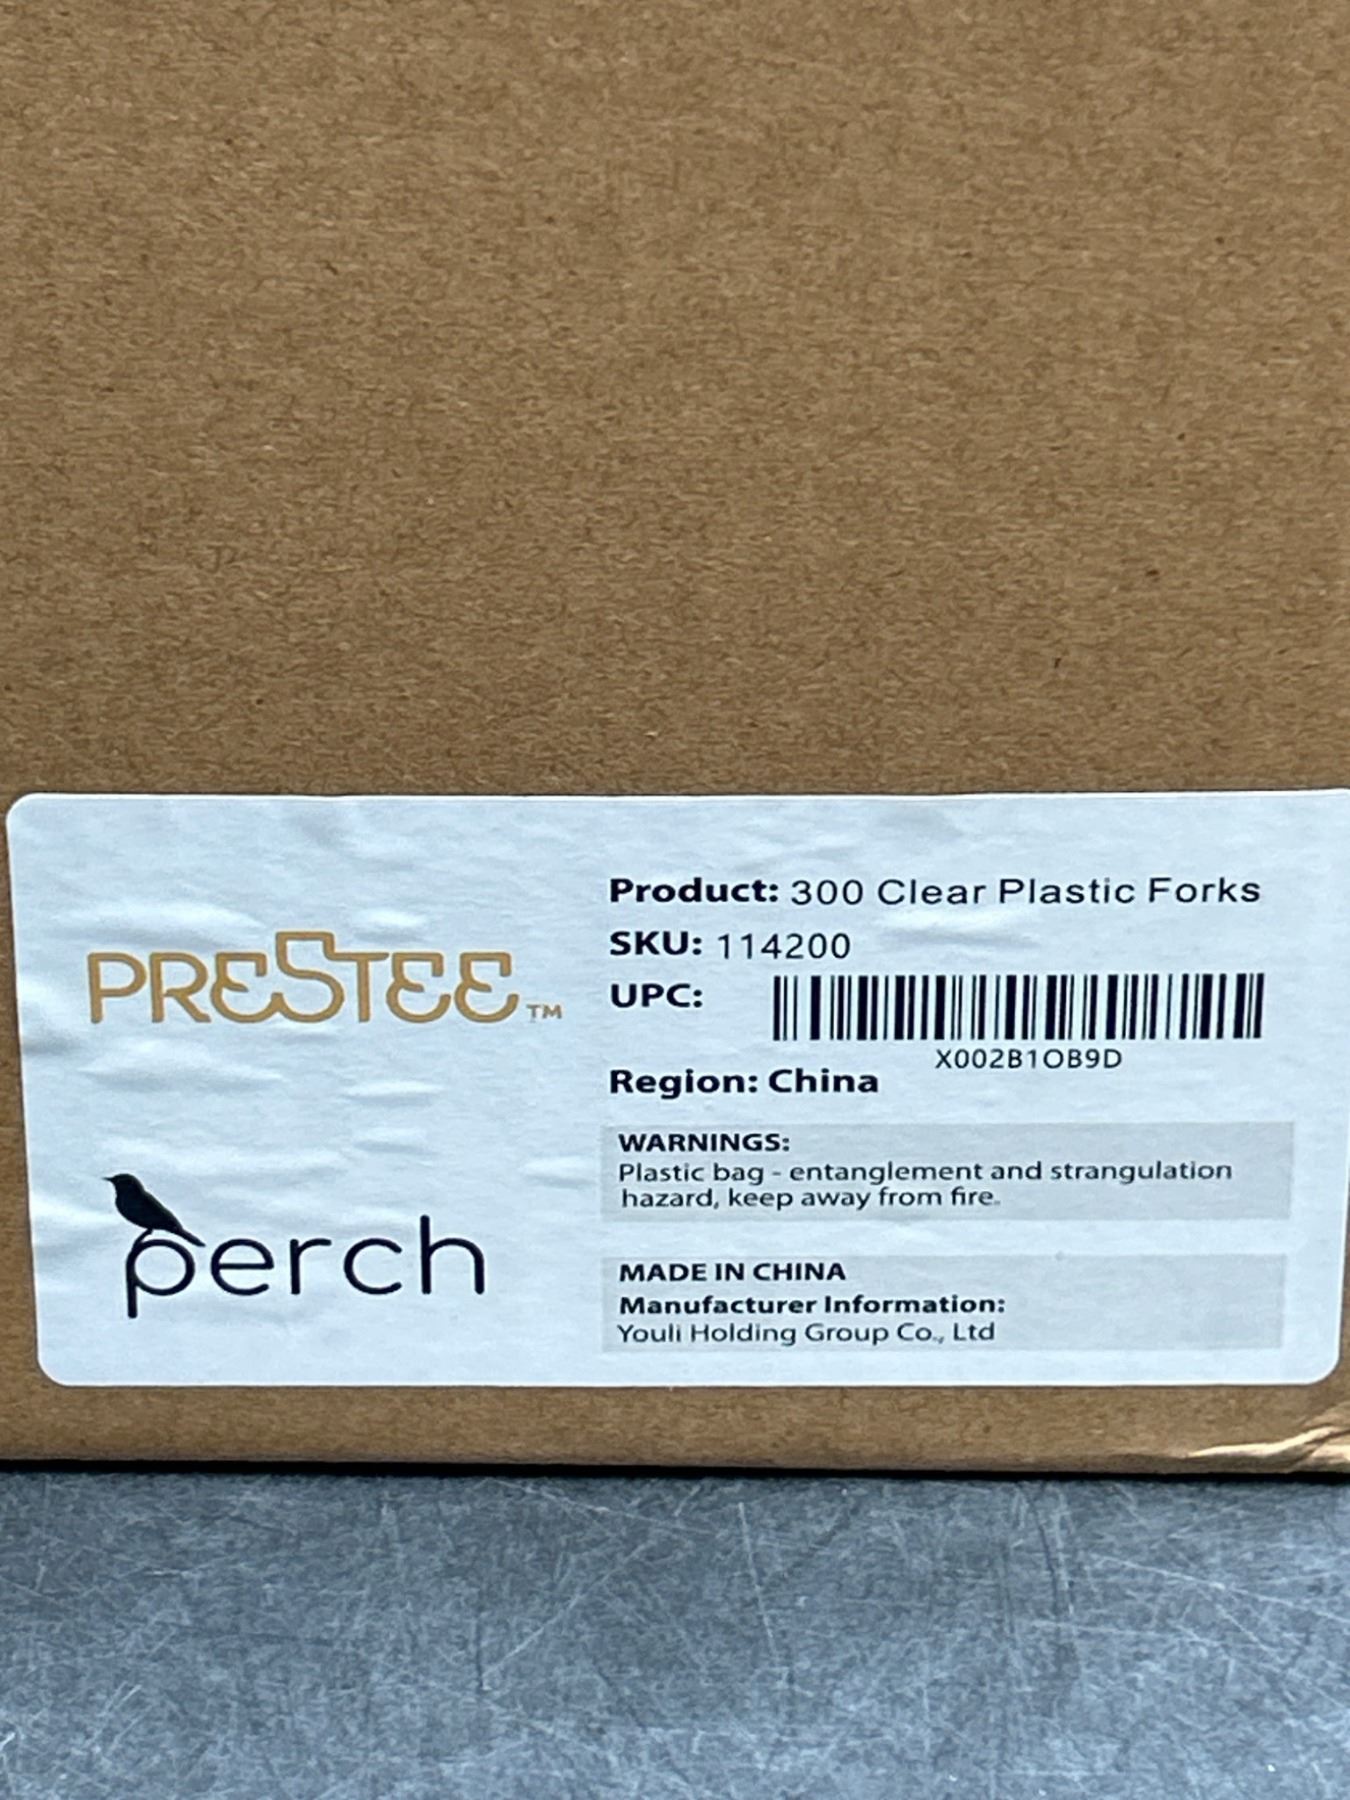 PRESTEE™
perch
Product: 300 Clear Plastic Forks
SKU: 114200
UPC:
X002B1OB9D
Region: China
WARNINGS:
Plastic bag - entanglement and strangulation
hazard, keep away from fire.
MADE IN CHINA
Manufacturer Information:
Youli Holding Group Co., Ltd